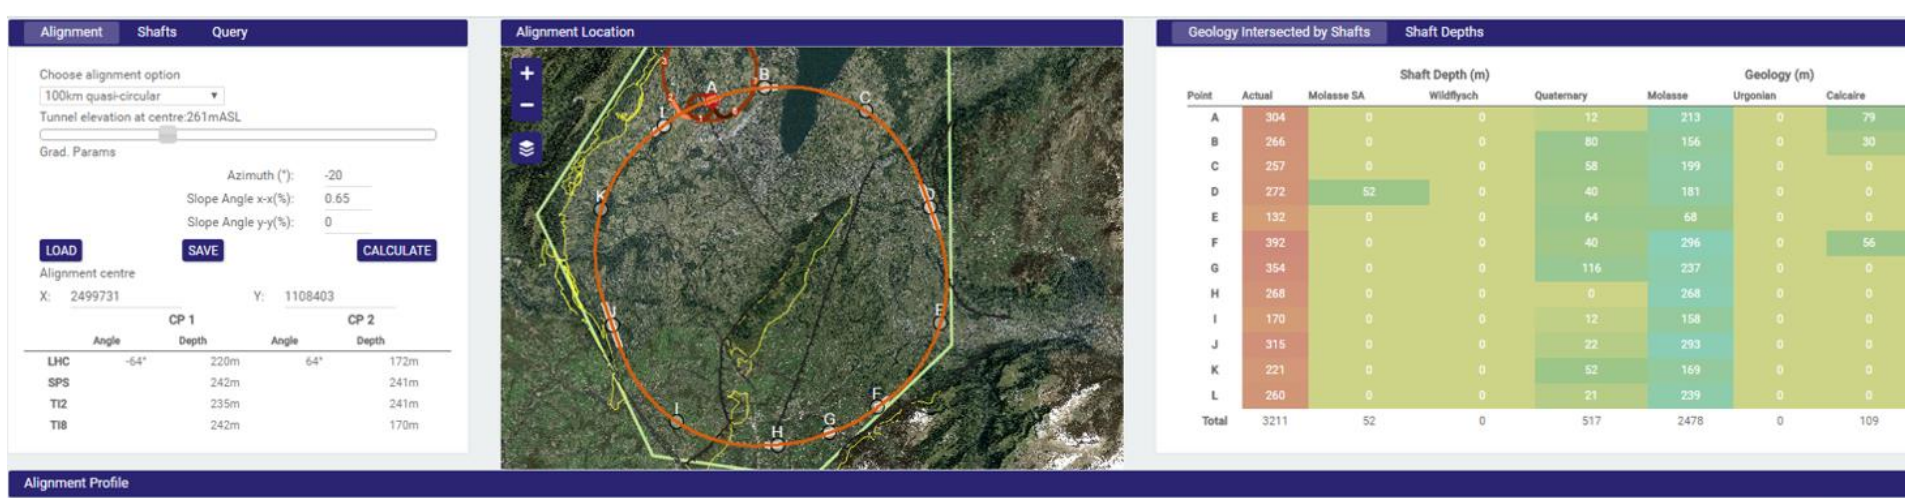 Alignment Shafts Query
Choose alignment option
100km quasi-circular
Tunnel elevation at centre:261mASL
Grad. Params
Azimuth (°): -20
Slope Angle x-x(%): 0.65
Slope Angle y-y(%): 0
LOAD SAVE CALCULATE
Alignment centre
X: 2499731 Y: 1108403
CP 1 CP 2
Angle Depth Angle Depth
LHC -64° 220m 64° 172m
SPS 242m 241m
TI2 235m 241m
TI8 242m 170m
Alignment Location
+
−
A
B
C
D
E
F
G
H
I
J
K
L
Geology Intersected by Shafts Shaft Depths
Shaft Depth (m) Geology (m)
Point Actual Molasse SA Wildflysch Quaternary Molasse Urgonian Calcaire
A 304 0 0 12 213 0 79
B 266 0 0 80 156 0 30
C 257 0 0 58 199 0 0
D 272 52 0 40 181 0 0
E 132 0 0 64 68 0 0
F 392 0 0 40 296 0 56
G 354 0 0 116 237 0 0
H 268 0 0 0 268 0 0
I 170 0 0 12 158 0 0
J 315 0 0 22 293 0 0
K 221 0 0 52 169 0 0
L 260 0 0 21 239 0 0
Total 3211 52 0 517 2478 0 109
Alignment Profile